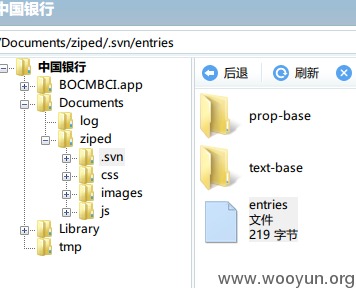 中国银行
/Documents/ziped/.svn/entries
中国银行
BOCMBCI.app
Documents
log
ziped
.svn
css
images
js
Library
tmp
后退
刷新
prop-base
text-base
entries
文件
219 字节
www.wooyun.org